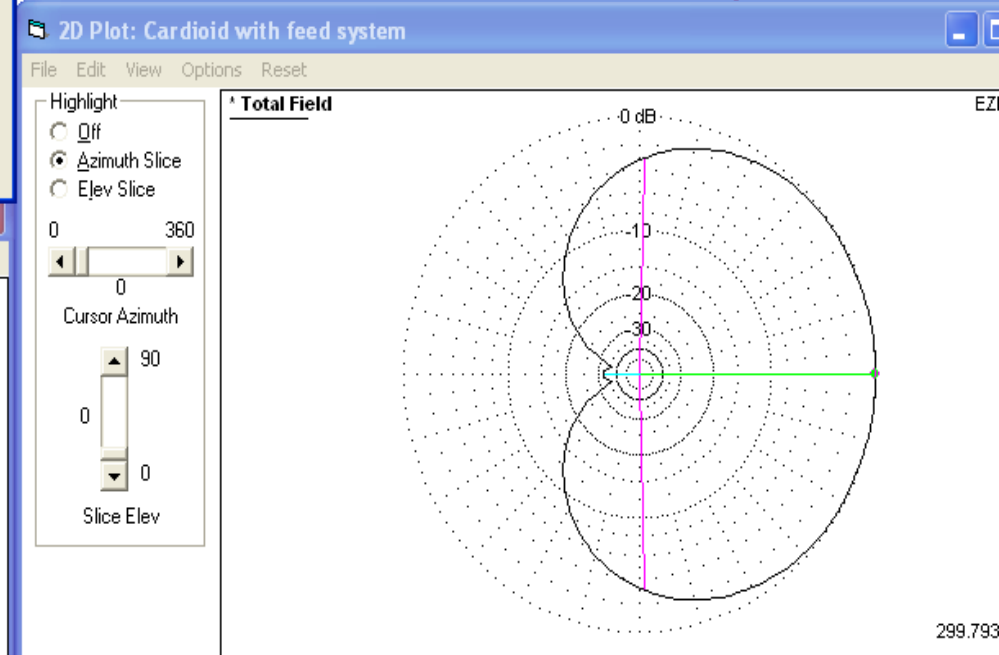 2D Plot: Cardioid with feed system
File Edit View Options Reset
Highlight
Off
Azimuth Slice
Elev Slice
0 360
0
Cursor Azimuth
90
0
0
Slice Elev
* Total Field
EZ
0 dB
-10
-20
-30
299.793